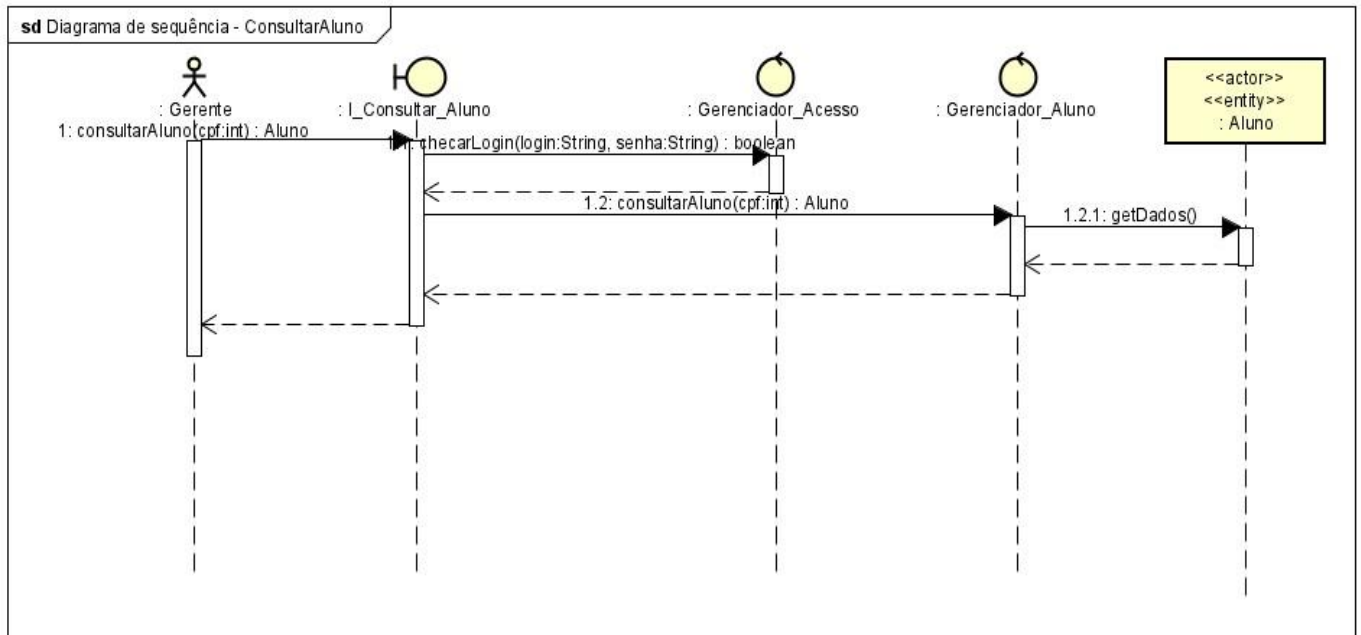 sd Diagrama de sequência - ConsultarAluno
: Gerente
: I_Consultar_Aluno
: Gerenciador_Acesso
: Gerenciador_Aluno
<<actor>>
<<entity>>
: Aluno
1: consultarAluno(cpf:int) : Aluno
checarLogin(login:String, senha:String) : boolean
1.2: consultarAluno(cpf:int) : Aluno
1.2.1: getDados()